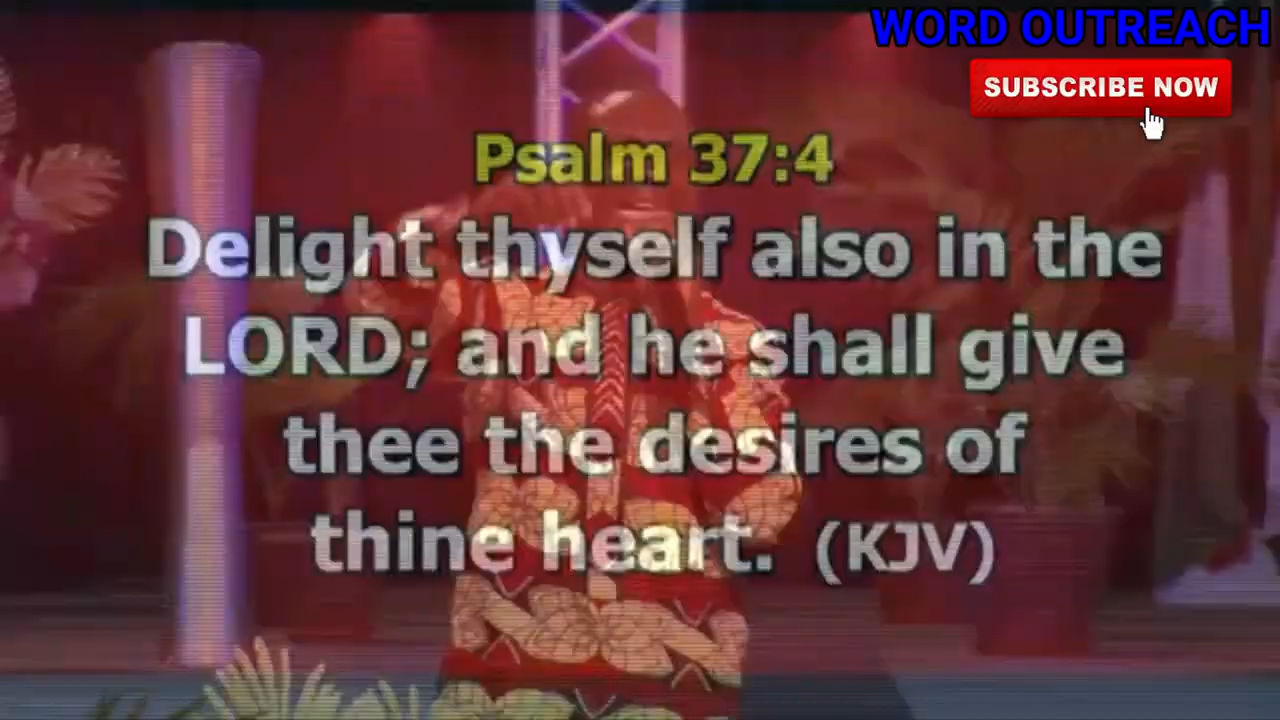 WORD OUTREACH
SUBSCRIBE NOW
Psalm 37:4
Delight thyself also in the
LORD; and he shall give
thee the desires of
thine heart. (KJV)